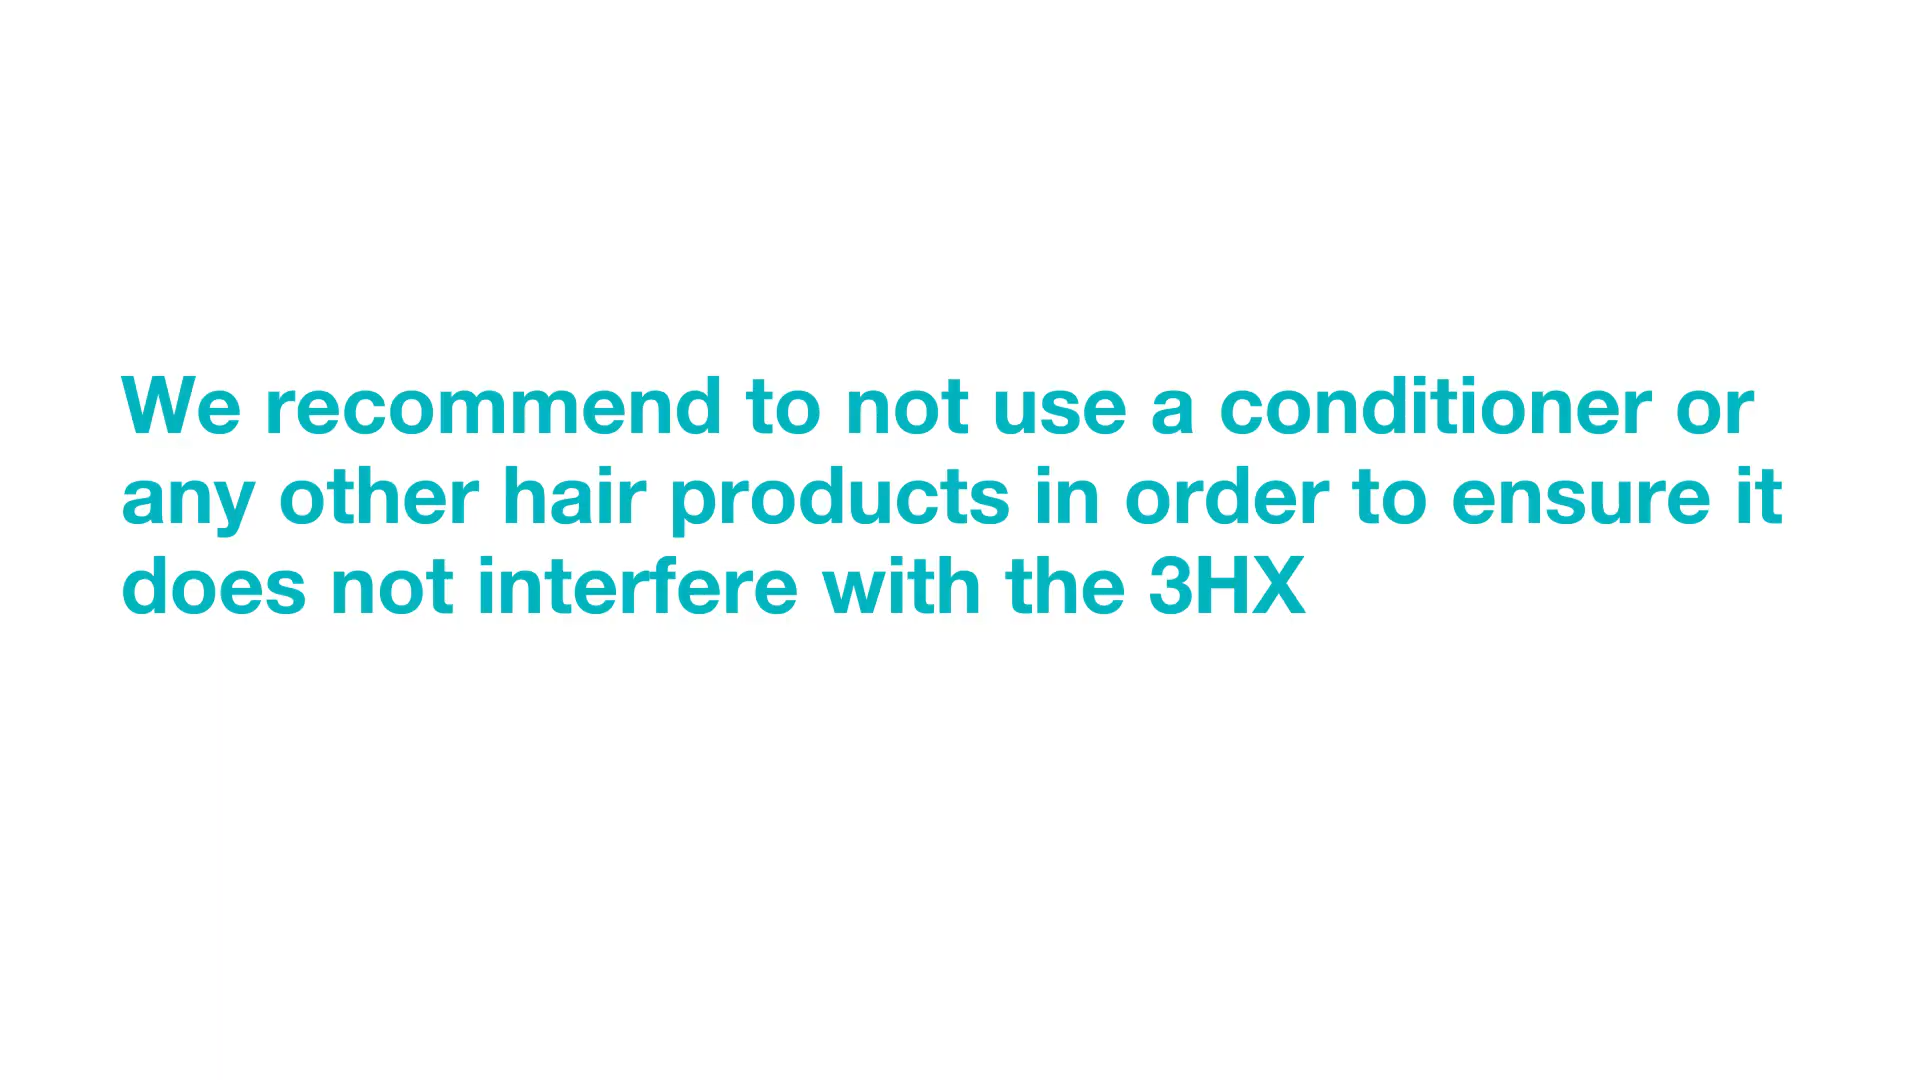 We recommend to not use a conditioner or
any other hair products in order to ensure it
does not interfere with the 3HX